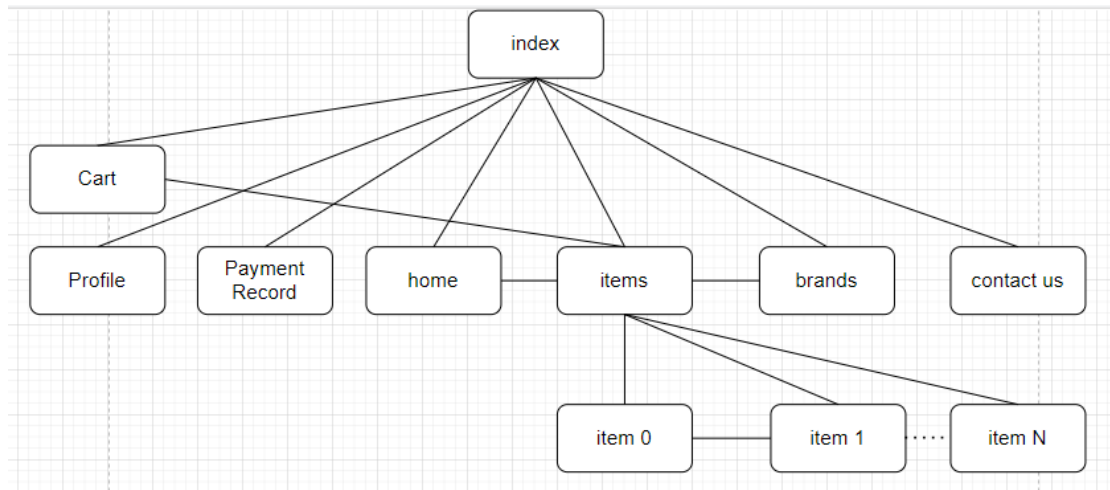 index
Cart
Profile
Payment
Record
home
items
brands
contact us
item 0
item 1
item N